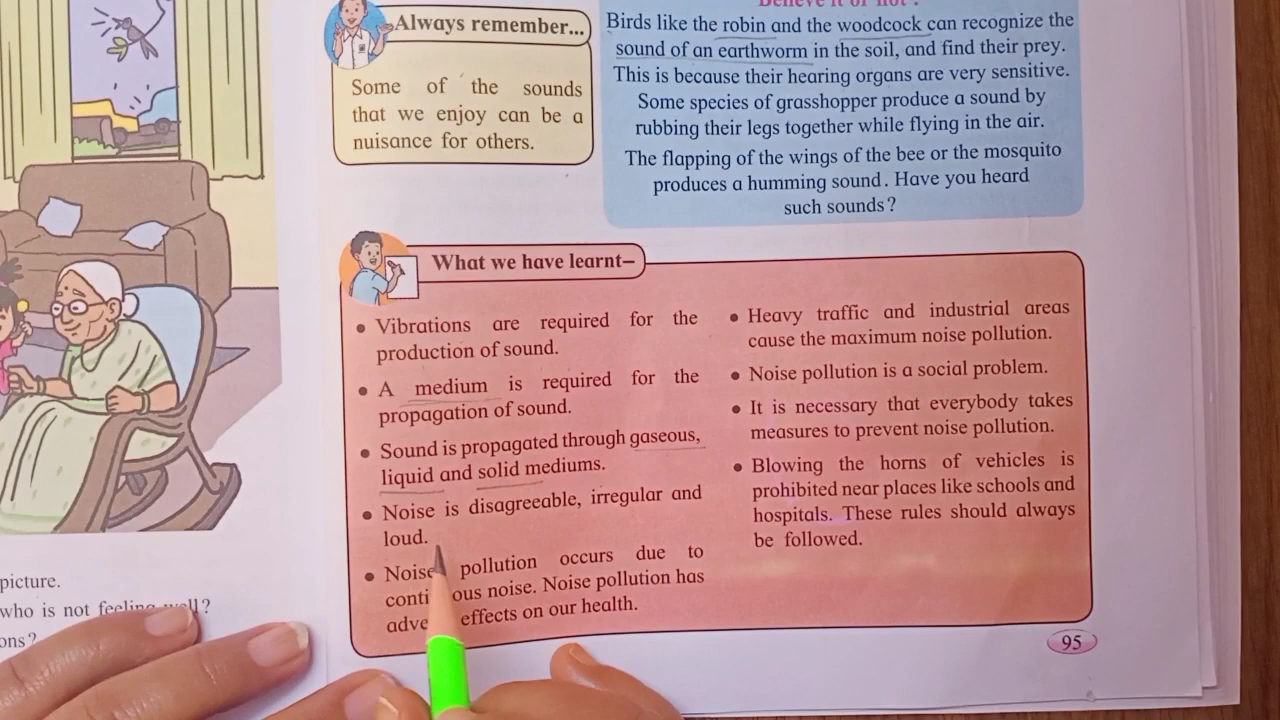 Always remember...
Some of the sounds
that we enjoy can be a
nuisance for others.
Believe it or not !
Birds like the robin and the woodcock can recognize the
sound of an earthworm in the soil, and find their prey.
This is because their hearing organs are very sensitive.
Some species of grasshopper produce a sound by
rubbing their legs together while flying in the air.
The flapping of the wings of the bee or the mosquito
produces a humming sound. Have you heard
such sounds?
What we have learnt–
• Vibrations are required for the
production of sound.
• A medium is required for the
propagation of sound.
• Sound is propagated through gaseous,
liquid and solid mediums.
• Noise is disagreeable, irregular and
loud.
• Noise pollution occurs due to
noise. Noise pollution has
effects on our health.
• Heavy traffic and industrial areas
cause the maximum noise pollution.
• Noise pollution is a social problem.
• It is necessary that everybody takes
measures to prevent noise pollution.
• Blowing the horns of vehicles is
prohibited near places like schools and
hospitals. These rules should always
be followed.
picture.
who is not feeling well?
ons?
95